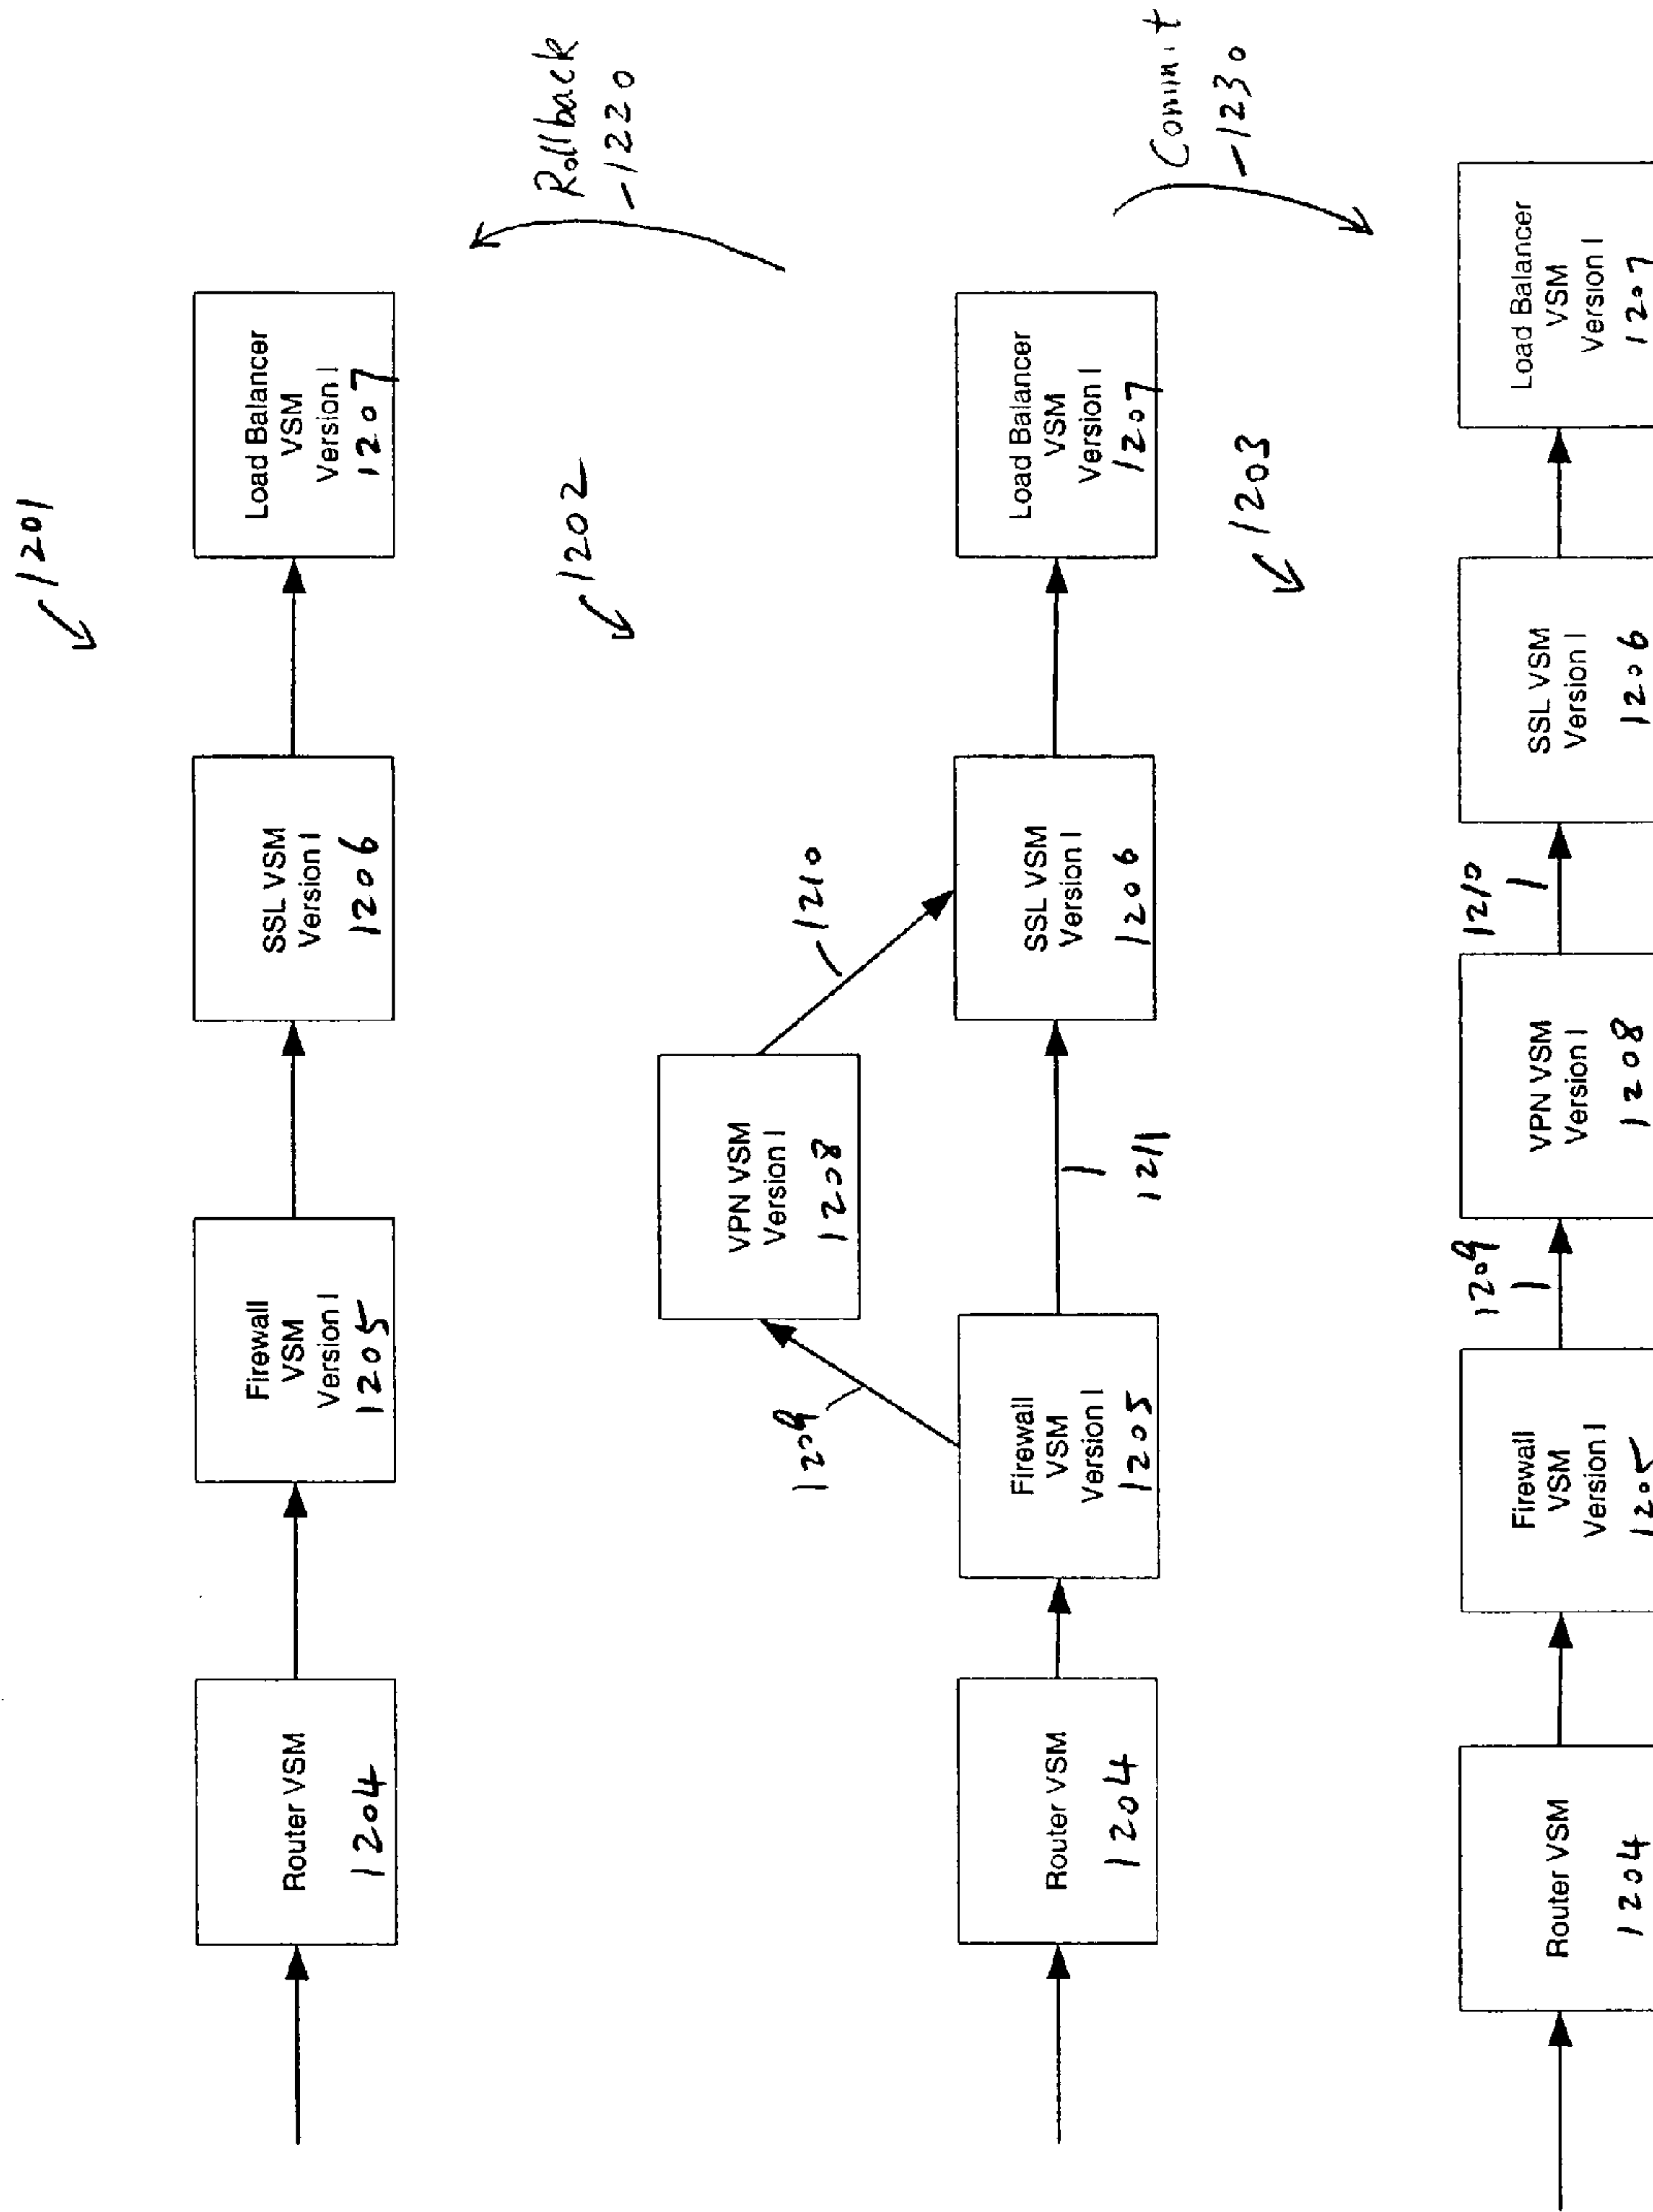 1201
Router VSM
1204
Firewall
VSM
Version I
1205
SSL VSM
Version I
1206
Load Balancer
VSM
Version I
1207
Rollback
-1220
1202
VPN VSM
Version I
1208
1209
1210
Router VSM
1204
Firewall
VSM
Version I
1205
1211
SSL VSM
Version I
1206
Load Balancer
VSM
Version I
1207
Commit
-1230
1203
1209
1210
Router VSM
1204
Firewall
VSM
Version I
1205
VPN VSM
Version I
1208
SSL VSM
Version I
1206
Load Balancer
VSM
Version I
1207